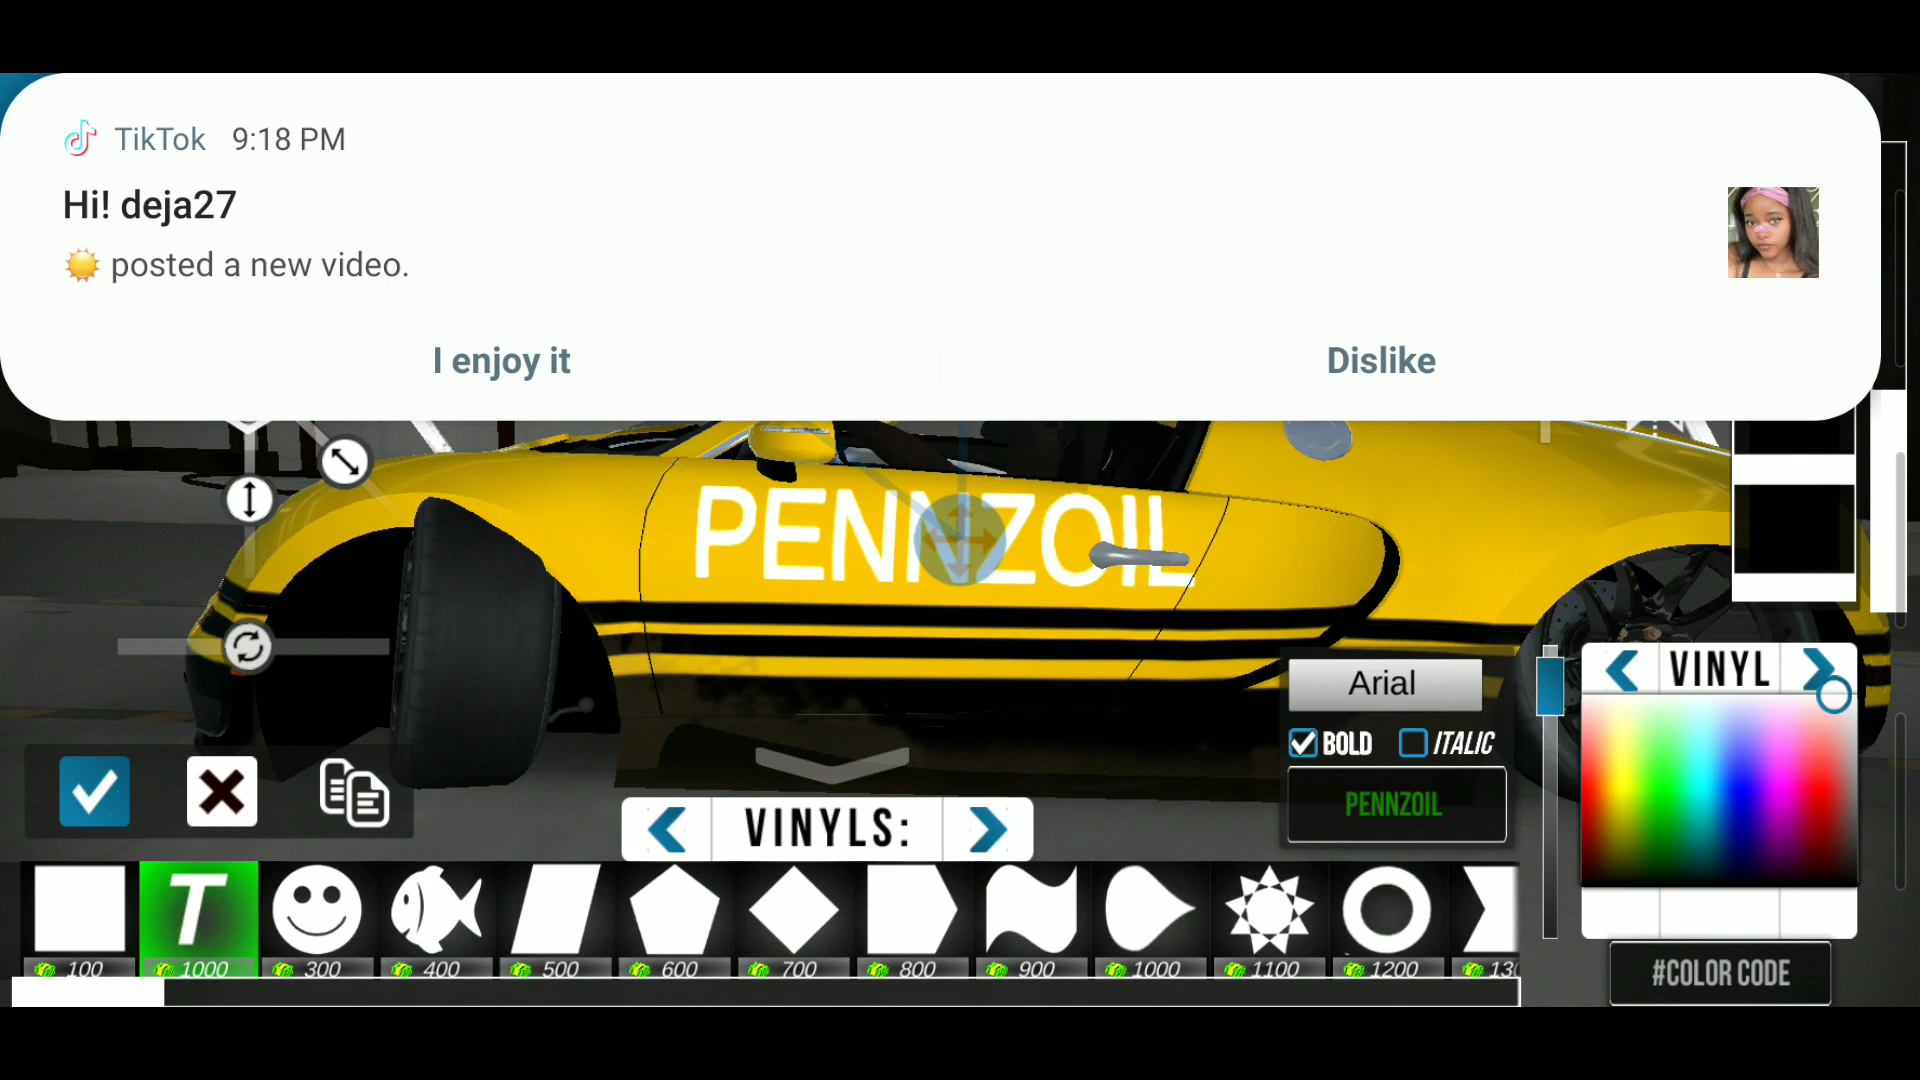 TikTok 9:18 PM
Hi! deja27
☀️ posted a new video.
I enjoy it
Dislike
PENNZOIL
Arial
BOLD
ITALIC
PENNZOIL
VINYL
VINYLS:
100
1000
300
400
500
600
700
800
900
1000
1100
1200
#COLOR CODE